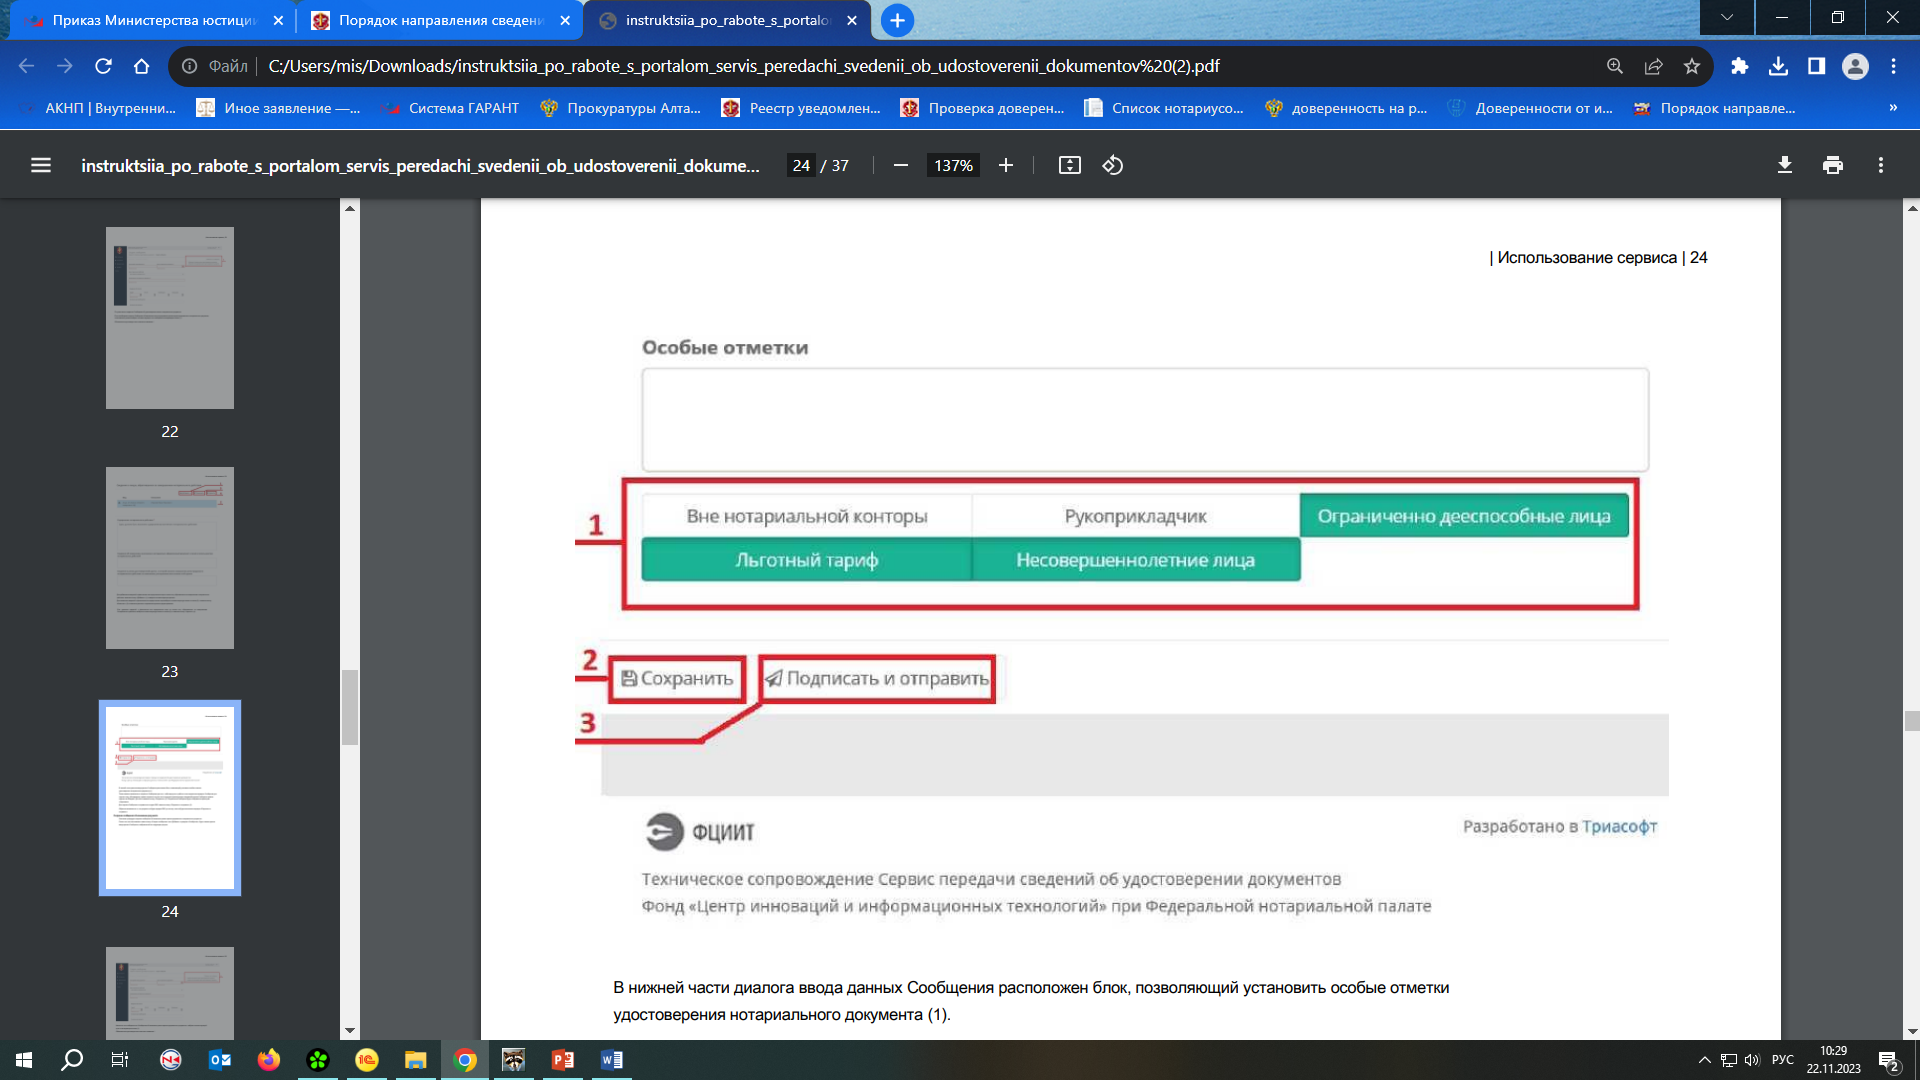 Приказ Министерства юстиции
Порядок направления сведени
instruktsiia_po_rabote_s_portalo
Файл
C:/Users/mis/Downloads/instruktsiia_po_rabote_s_portalom_servis_peredachi_svedenii_ob_udostoverenii_dokumentov%20(2).pdf
АКНП | Внутренни...
Иное заявление —...
Система ГАРАНТ
Прокуратуры Алта...
Реестр уведомлен...
Проверка доверен...
Список нотариусо...
доверенность на р...
Доверенности от и...
Порядок направле...
»
instruktsiia_po_rabote_s_portalom_servis_peredachi_svedenii_ob_udostoverenii_dokume...
24 / 37
137%
22
23
24
| Использование сервиса | 24
Особые отметки
1
Вне нотариальной конторы
Рукоприкладчик
Ограниченно дееспособные лица
Льготный тариф
Несовершеннолетние лица
2
Сохранить
Подписать и отправить
3
ФЦИИТ
Разработано в Триасофт
Техническое сопровождение Сервис передачи сведений об удостоверении документов
Фонд «Центр инноваций и информационных технологий» при Федеральной нотариальной палате
В нижней части диалога ввода данных Сообщения расположен блок, позволяющий установить особые отметки
удостоверения нотариального документа (1).
РУС
10:29
22.11.2023
2